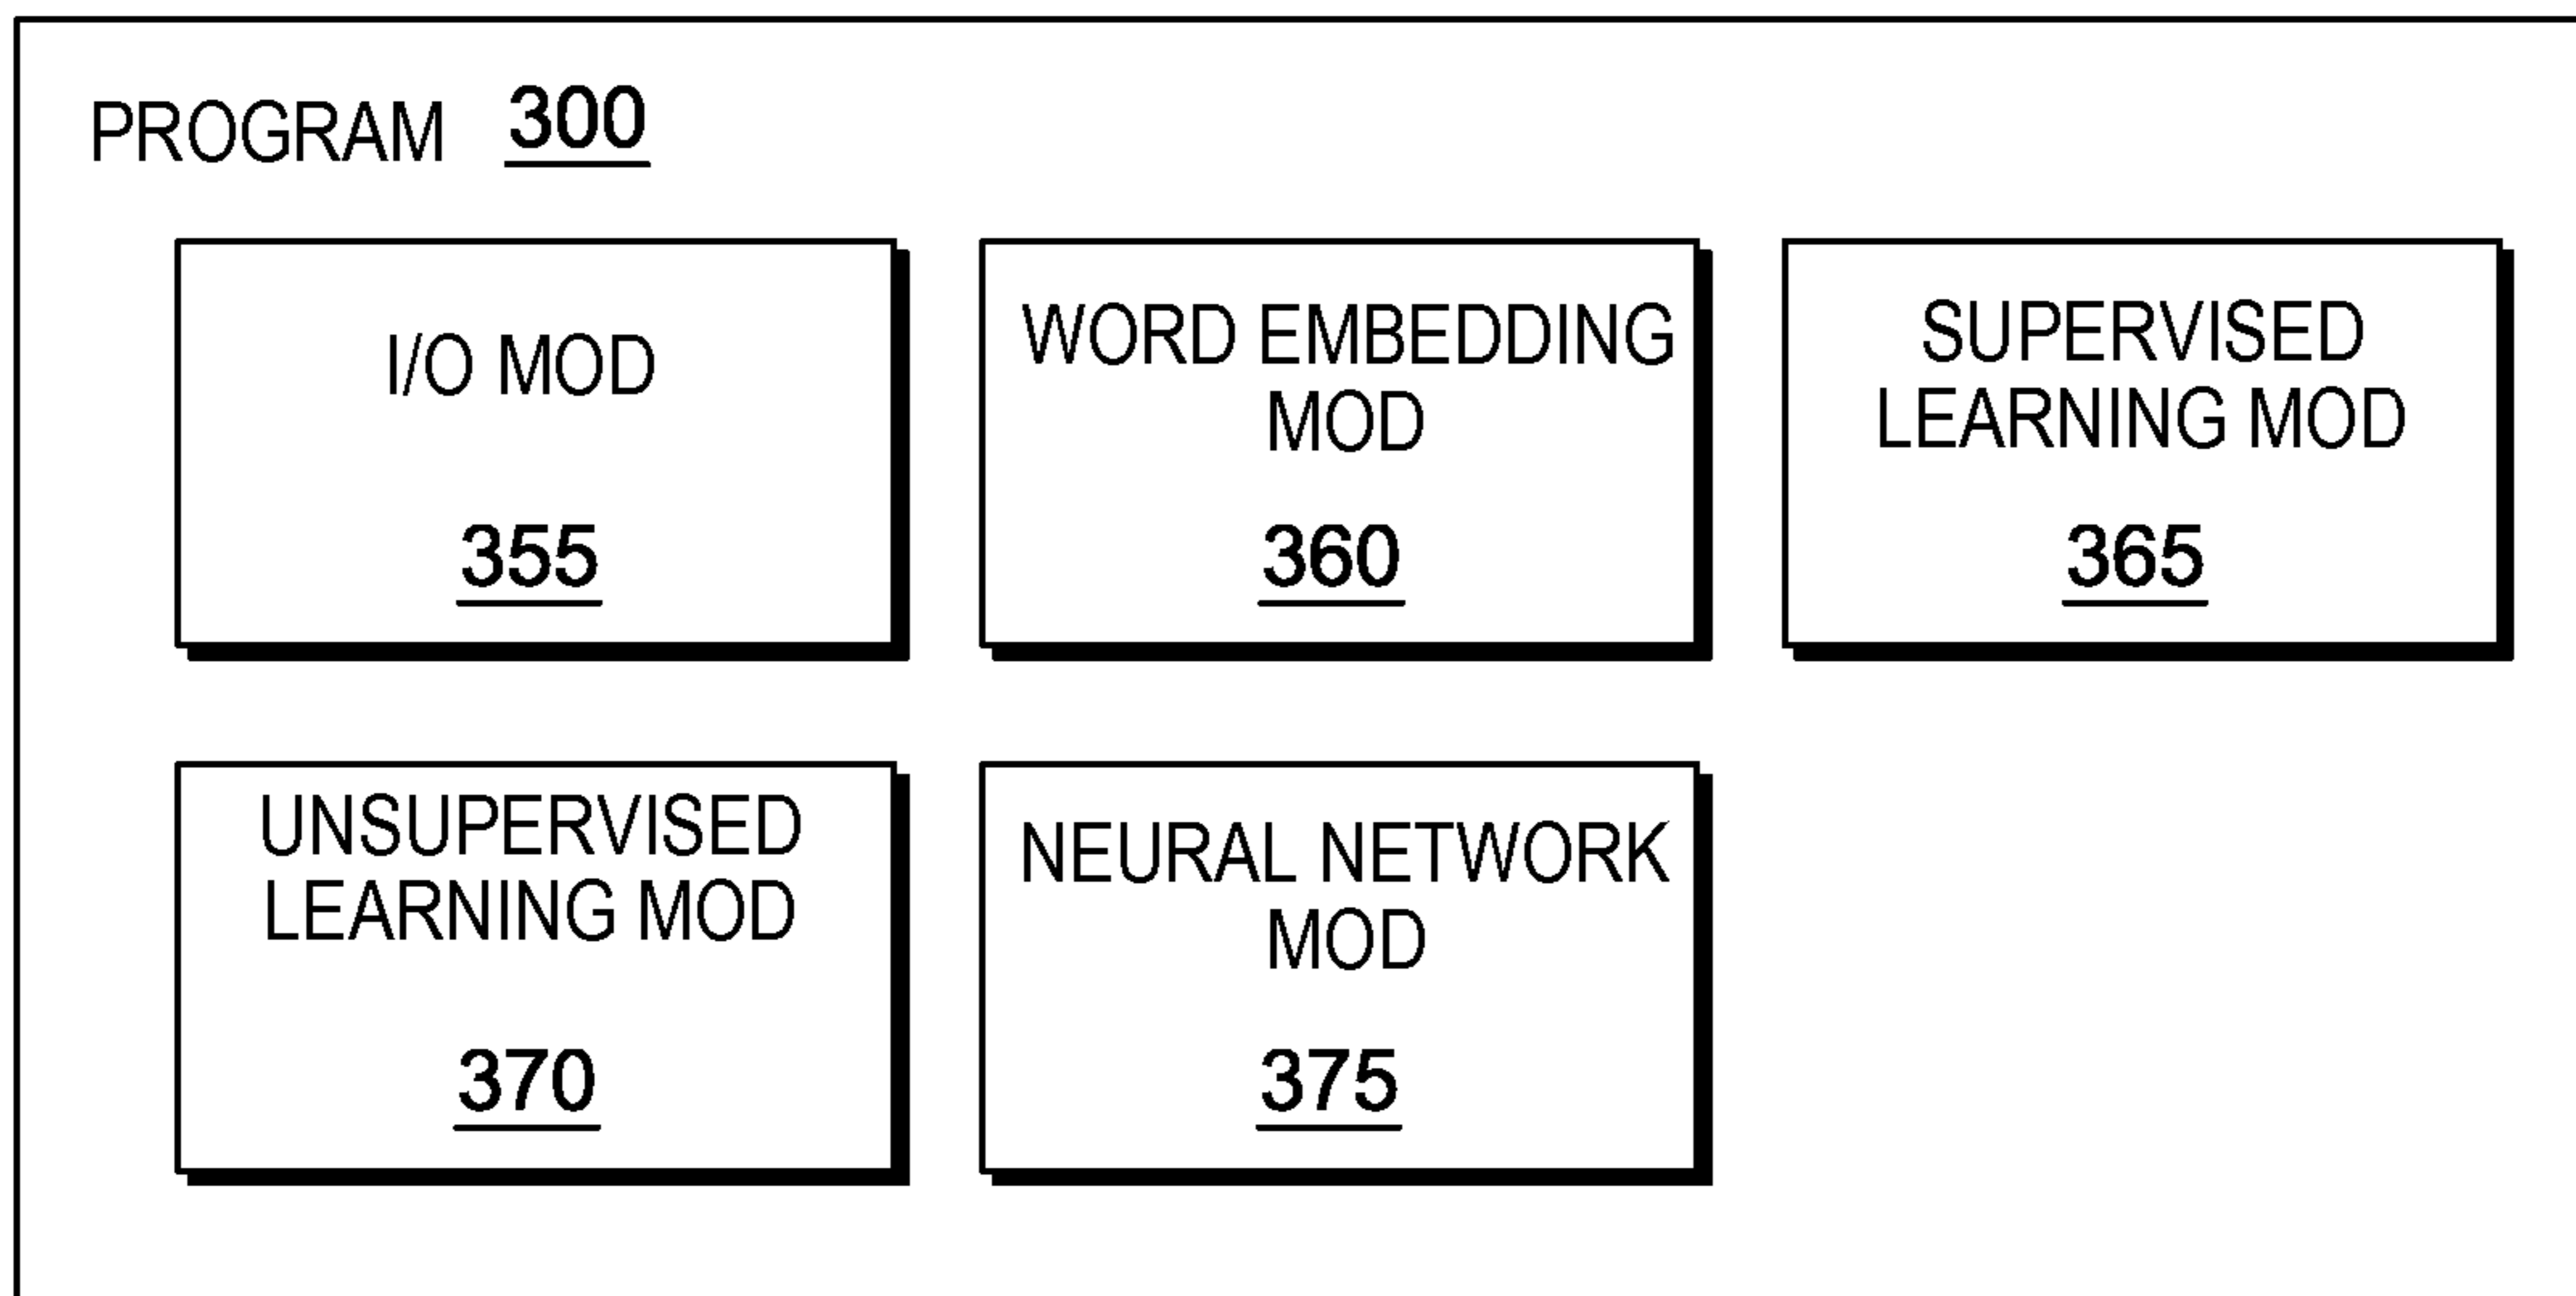 PROGRAM 300
I/O MOD
355
WORD EMBEDDING
MOD
360
SUPERVISED
LEARNING MOD
365
UNSUPERVISED
LEARNING MOD
370
NEURAL NETWORK
MOD
375